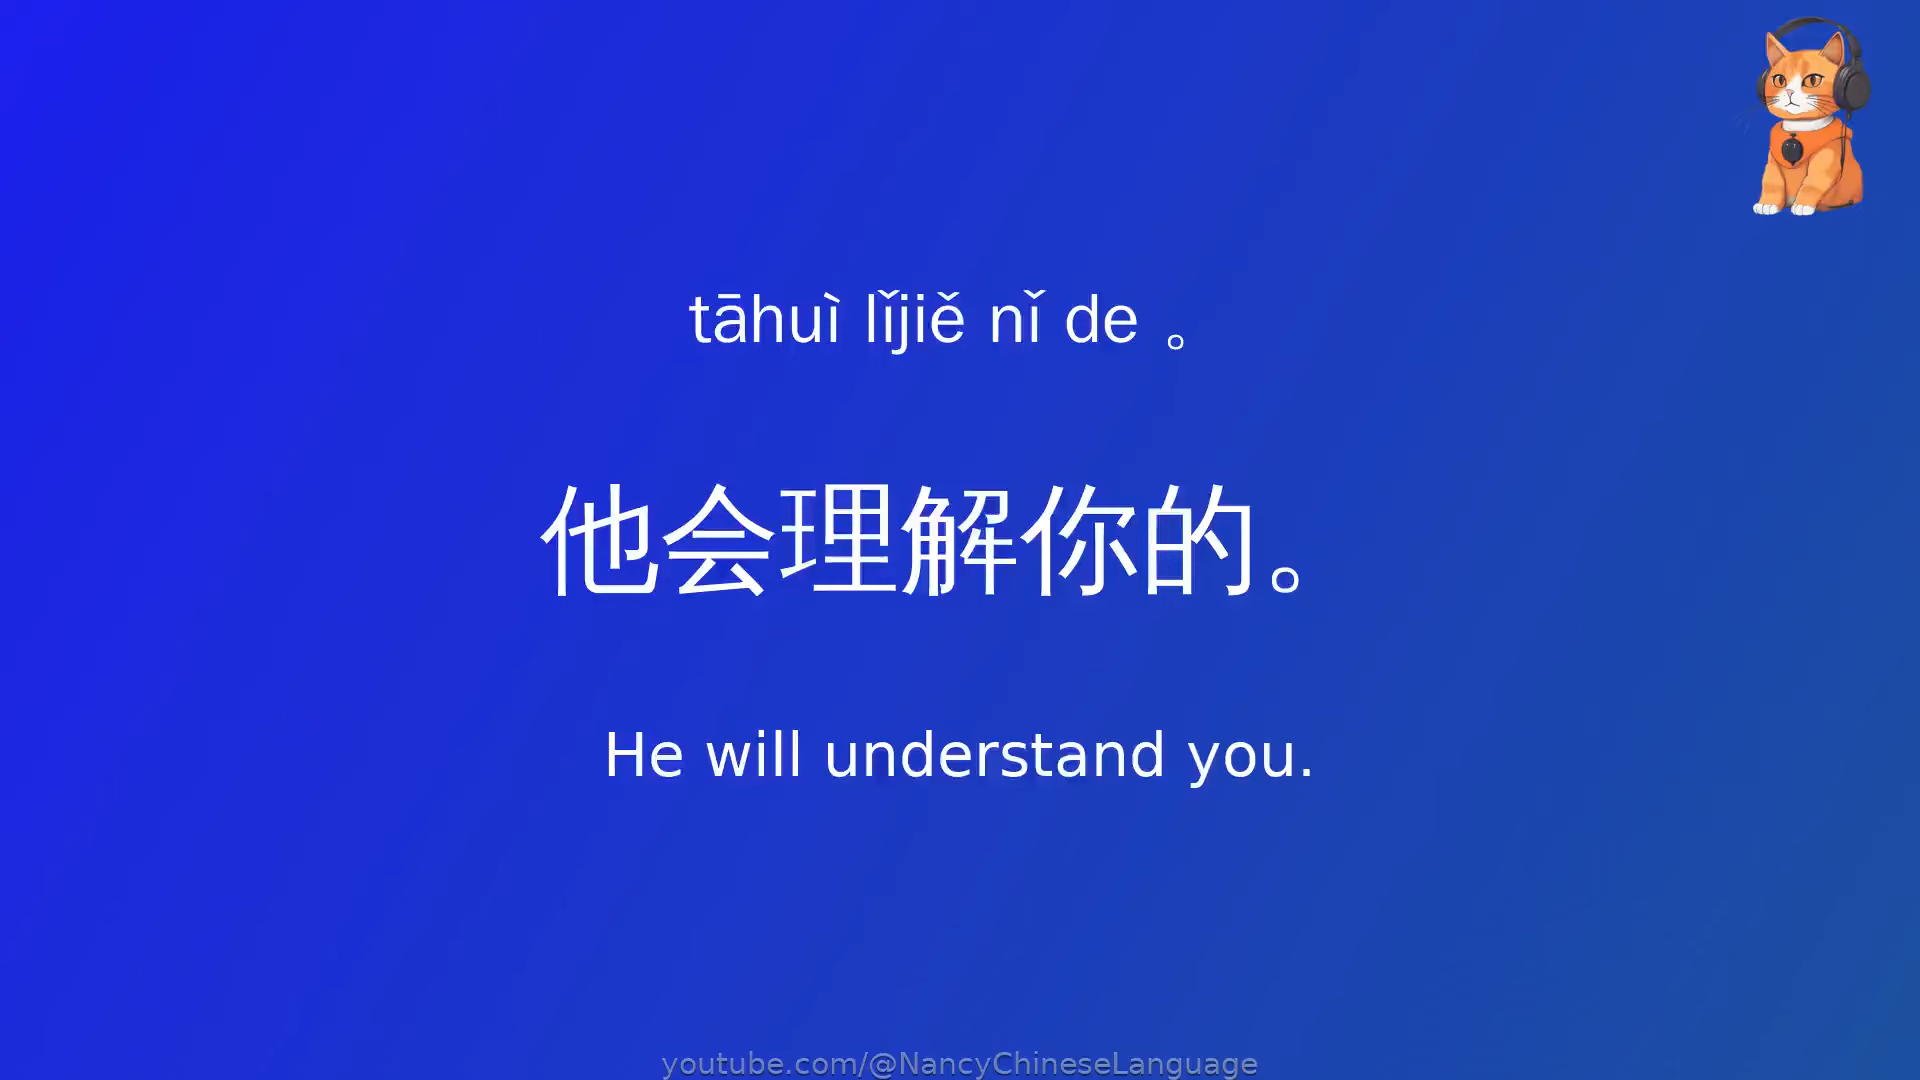 tāhuì lǐjiě nǐ de 。
他会理解你的。
He will understand you.
youtube.com/@NancyChineseLanguage